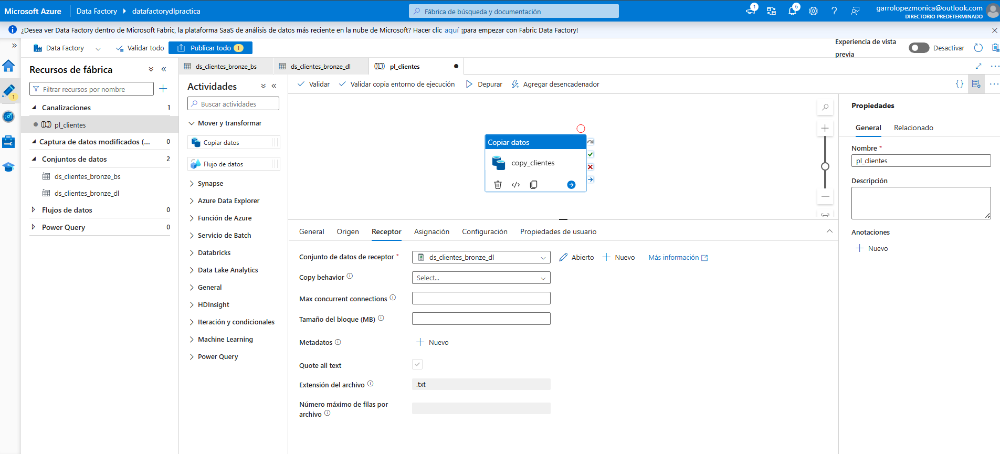 Microsoft Azure
Data Factory
datafactorydlpractica
Fábrica de búsqueda y documentación
1
6
garrolopezmonica@outlook.com
DIRECTORIO PREDETERMINADO
¿Desea ver Data Factory dentro de Microsoft Fabric, la plataforma SaaS de análisis de datos más reciente en la nube de Microsoft? Hacer clic aquí ¡para empezar con Fabric Data Factory!
Data Factory
Validar todo
Publicar todo 1
Experiencia de vista
previa
Desactivar
1
Recursos de fábrica
Filtrar recursos por nombre
Canalizaciones 1
pl_clientes
Captura de datos modificados (... 0
Conjuntos de datos 2
ds_clientes_bronze_bs
ds_clientes_bronze_dl
Flujos de datos 0
Power Query 0
ds_clientes_bronze_bs
ds_clientes_bronze_dl
pl_clientes
Actividades
Buscar actividades
Mover y transformar
Copiar datos
Flujo de datos
Synapse
Azure Data Explorer
Función de Azure
Servicio de Batch
Databricks
Data Lake Analytics
General
HDInsight
Iteración y condicionales
Machine Learning
Power Query
Validar
Validar copia entorno de ejecución
Depurar
Agregar desencadenador
Copiar datos
copy_clientes
General
Origen
Receptor
Asignación
Configuración
Propiedades de usuario
Conjunto de datos de receptor *
ds_clientes_bronze_dl
Abierto
Nuevo
Más información
Copy behavior
Select...
Max concurrent connections
Tamaño del bloque (MB)
Metadatos
Nuevo
Quote all text
Extensión del archivo
.txt
Número máximo de filas por
archivo
Propiedades
General
Relacionado
Nombre *
pl_clientes
Descripción
Anotaciones
Nuevo